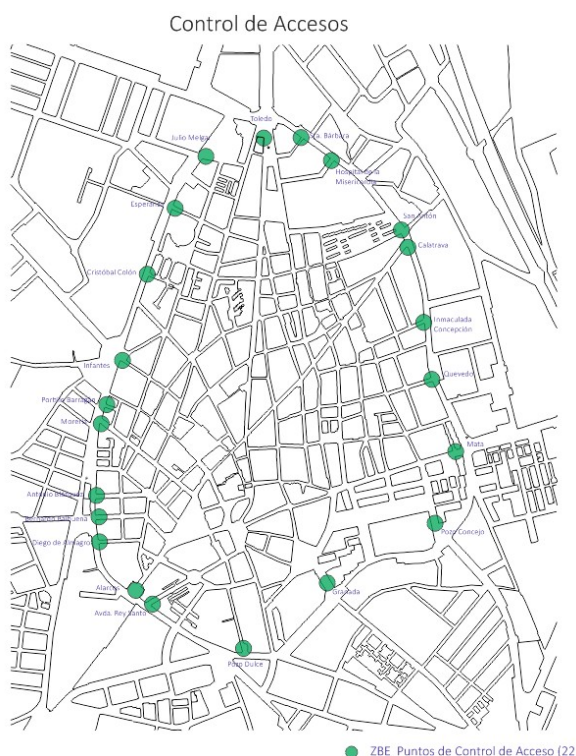 Control de Accesos
Toledo
Julio Melgar
Sta. Bárbara
Hospital de la
Misericordia
Esperanza
San Antón
Calatrava
Cristóbal Colón
Inmaculada
Concepción
Infantes
Quevedo
Portillo Barragán
Morería
Mata
Antonio Blázquez
Pozo Concejo
Diego de Almagro
Alarcos
Granada
Avda. Rey Santo
Pozo Dulce
ZBE Puntos de Control de Acceso (22